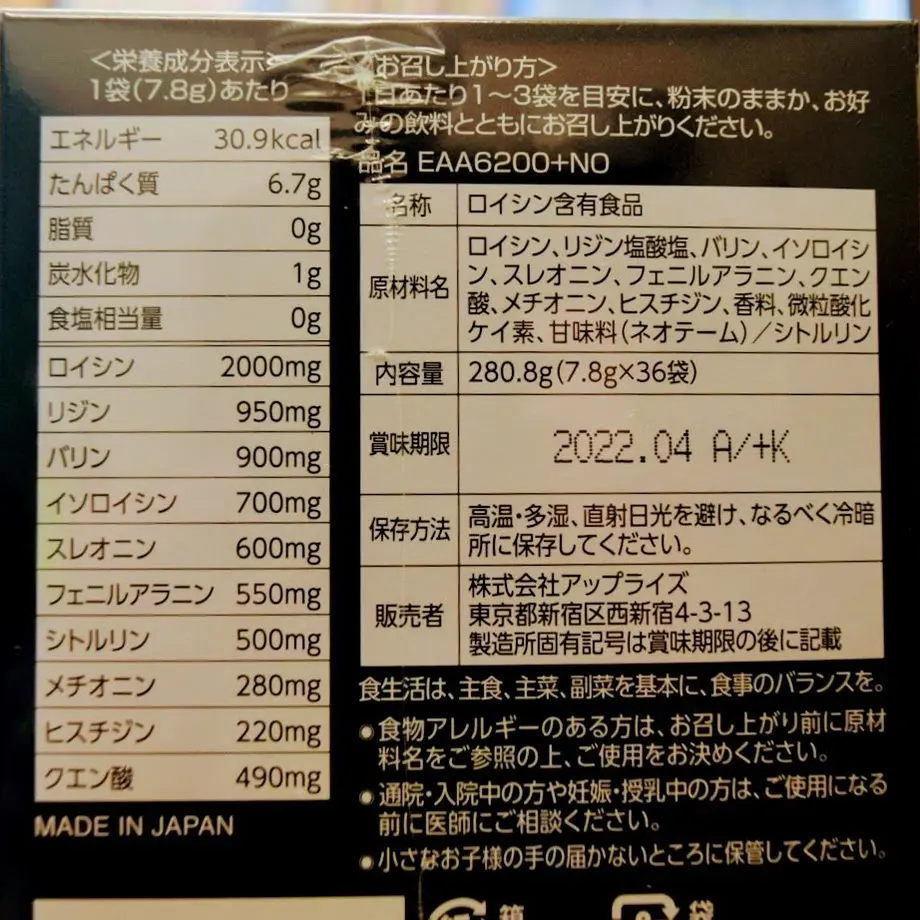 <栄養成分表示>
1袋(7.8g)あたり
エネルギー 30.9kcal
たんぱく質 6.7g
脂質 0g
炭水化物 1g
食塩相当量 0g
ロイシン 2000mg
リジン 950mg
バリン 900mg
イソロイシン 700mg
スレオニン 600mg
フェニルアラニン 550mg
シトルリン 500mg
メチオニン 280mg
ヒスチジン 220mg
クエン酸 490mg
MADE IN JAPAN
<お召し上がり方>
1日あたり1~3袋を目安に、粉末のままか、お好
みの飲料とともにお召し上がりください。
品名 EAA6200+NO
名称 ロイシン含有食品
原材料名 ロイシン、リジン塩酸塩、バリン、イソロイシ
ン、スレオニン、フェニルアラニン、クエン
酸、メチオニン、ヒスチジン、香料、微粒酸化
ケイ素、甘味料(ネオテーム)/シトルリン
内容量 280.8g(7.8g×36袋)
賞味期限 2022.04 A/+K
保存方法 高温・多湿、直射日光を避け、なるべく冷暗
所に保存してください。
販売者 株式会社アップライズ
東京都新宿区西新宿4-3-13
製造所固有記号は賞味期限の後に記載
食生活は、主食、主菜、副菜を基本に、食事のバランスを。
●食物アレルギーのある方は、お召し上がり前に原材
料名をご参照の上、ご使用をお決めください。
●通院・入院中の方や妊娠・授乳中の方は、ご使用になる
前に医師にご相談ください。
●小さなお子様の手の届かないところに保管してください。
箱 袋